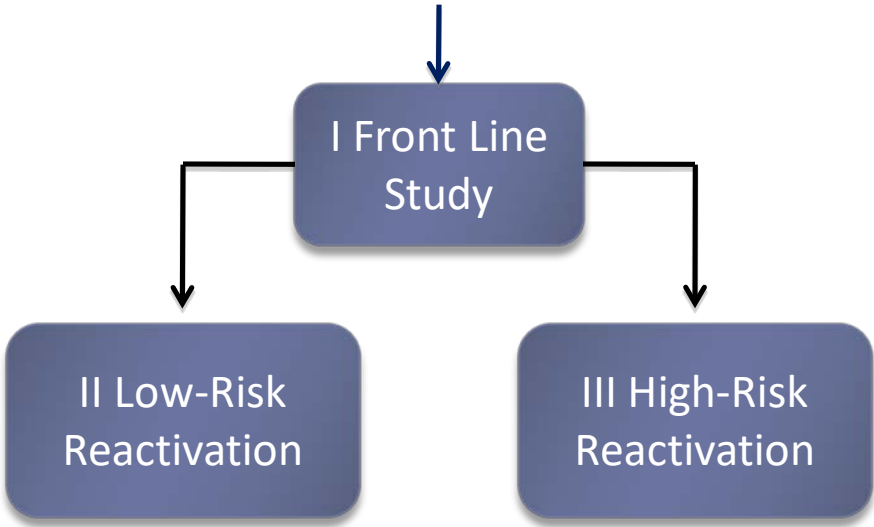 I Front Line
Study
II Low-Risk
Reactivation
III High-Risk
Reactivation